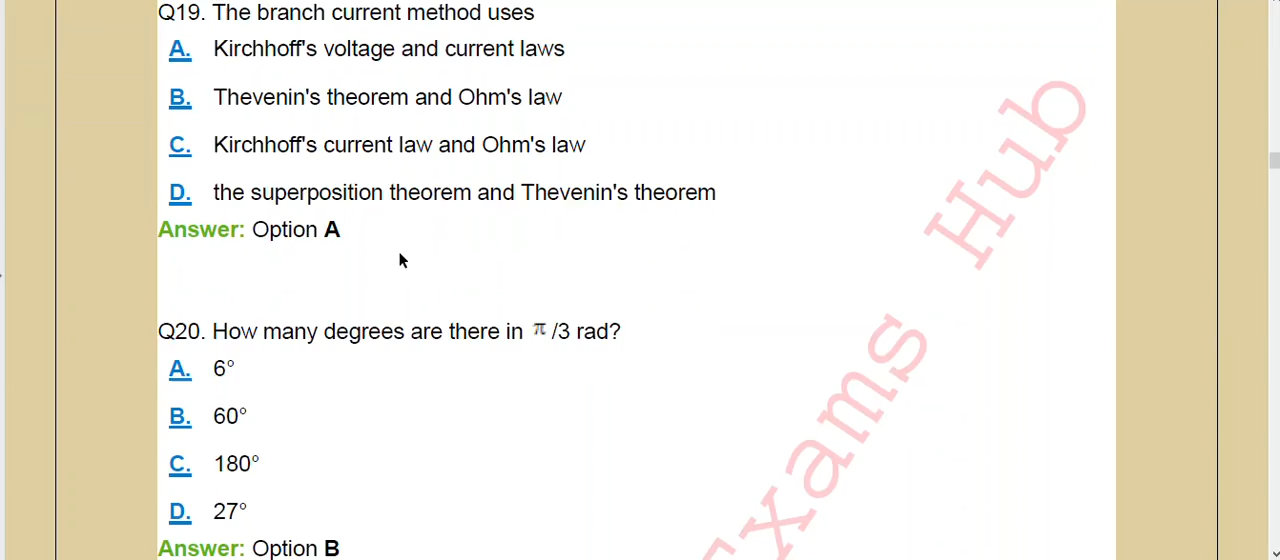 Q19. The branch current method uses
A. Kirchhoff's voltage and current laws
B. Thevenin's theorem and Ohm's law
C. Kirchhoff's current law and Ohm's law
D. the superposition theorem and Thevenin's theorem
Answer: Option A
Q20. How many degrees are there in π /3 rad?
A. 6°
B. 60°
C. 180°
D. 27°
Answer: Option B
Exams Hub